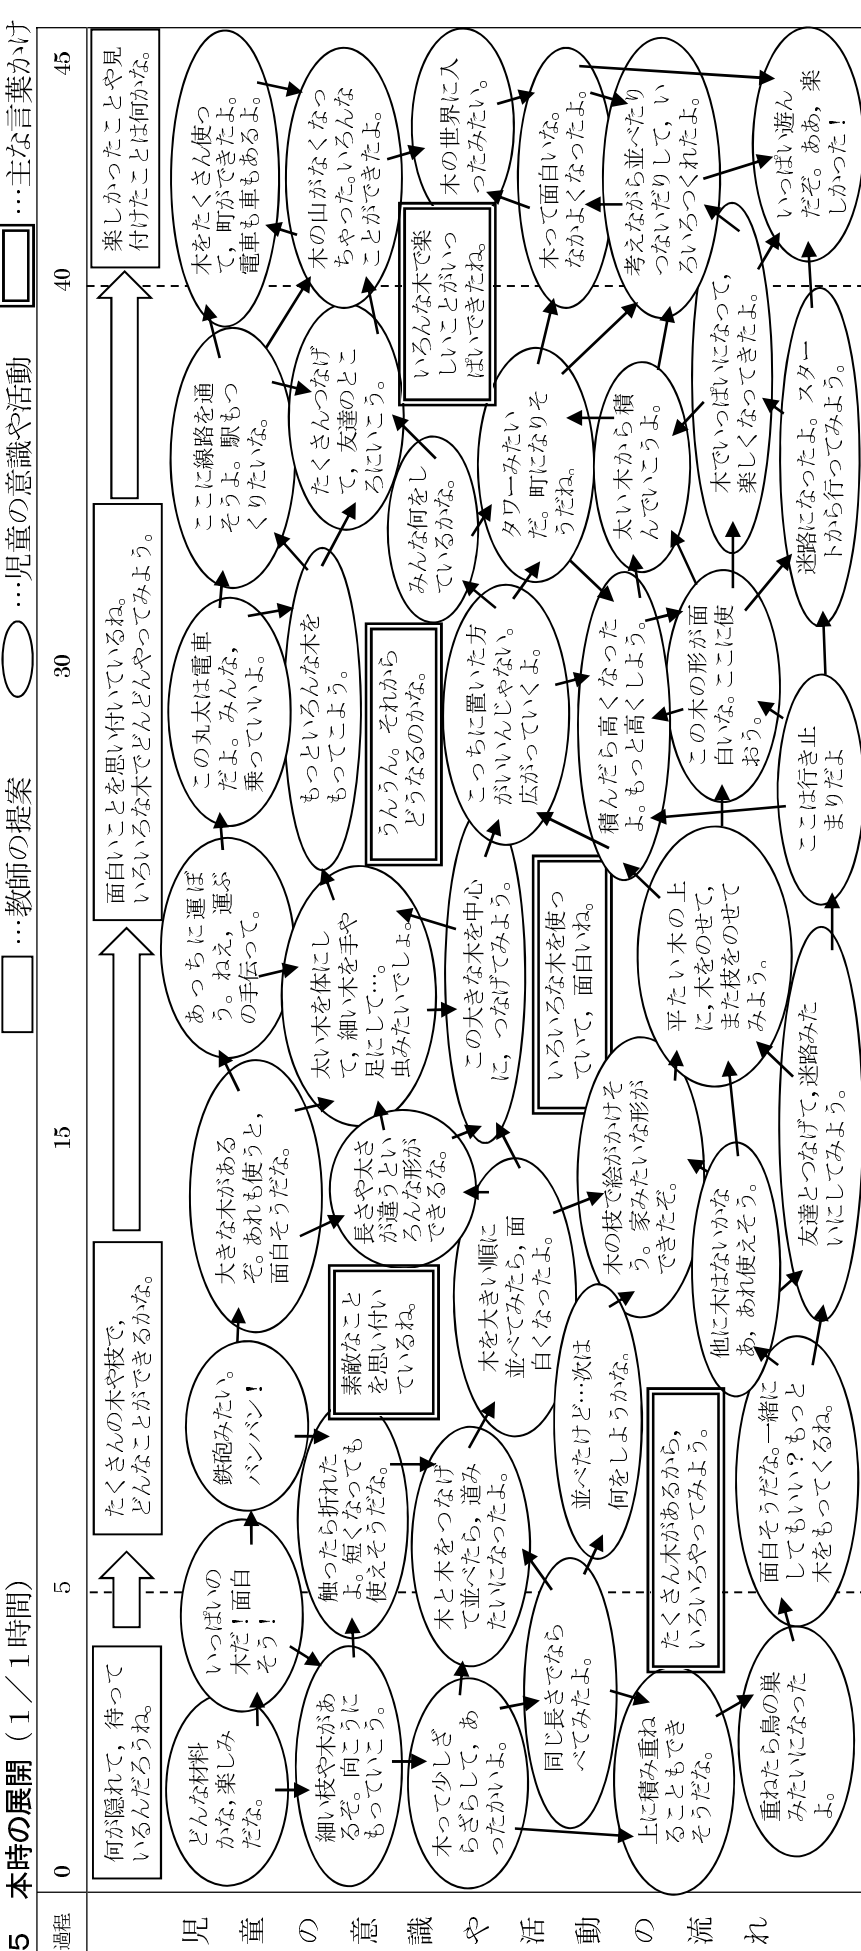 5 本時の展開（1／1時間）
…教師の提案
…児童の意識や活動
…主な言葉かけ
過程
0
5
15
30
40
45
何が隠れて，待って
いるんだろうね。
たくさんの木や枝で，
どんなことができるかな。
面白いことを思い付いているね。
いろいろな木でどんどんやってみよう。
楽しかったことや見
付けたことは何かな。
児童の意識や活動の流れ
どんな材料
かな，楽しみ
だな。
いっぱいの
木だ！面白
そう！
鉄砲みたい。
バンバン！
大きな木がある
ぞ。あれも使うと，
面白そうだな。
あっちに運ぼ
う。ねえ，運ぶ
の手伝って。
この丸太は電車
だよ。みんな，
乗っていいよ。
ここに線路を通
そうよ。駅もつ
くりたいな。
木をたくさん使っ
て，町ができたよ。
電車も車もあるよ。
細い枝や木があ
るぞ。向こうに
もっていこう。
触ったら折れた
よ。短くなっても
使えそうだな。
素敵なこと
を思い付い
ているね。
長さや太さ
が違うとい
ろんな形が
できるな。
太い木を体にし
て，細い木を手や
足にして…。
虫みたいでしょ。
もっといろんな木を
もってこよう。
たくさんつなげ
て，友達のとこ
ろにいこう。
木の山がなくなっ
ちゃった。いろんな
ことができたよ。
うんうん。それから
どうなるのかな。
みんな何をし
ているかな。
いろんな木で楽
しいことがいっ
ぱいできたね。
木の世界に入
ったみたい。
木って少しざ
らざらして，あ
ったかいよ。
木と木をつなげ
て並べたら，道み
たいになったよ。
木を大きい順に
並べてみたら，面
白くなったよ。
この大きな木を中心
に，つなげてみよう。
こっちに置いた方
がいいんじゃない。
広がっていくよ。
タワーみたい
だ。町になりそ
うだね。
木って面白いな。
なかよくなったよ。
同じ長さでなら
べてみたよ。
並べたけど…次は
何をしようかな。
木の枝で絵がかけそ
う。家みたいな形が
できたぞ。
いろいろな木を使っ
ていて，面白いね。
積んだら高くなった
よ。もっと高くしよう。
太い木から積
んでいこうよ。
考えながら並べたり
つないだりして，い
ろいろつくれたよ。
上に積み重ね
ることもでき
そうだな。
たくさん木があるから，
いろいろやってみよう。
他に木はないかな
あ，あれ使えそう。
平たい木の上
に，木をのせて，
また枝をのせて
みよう。
この木の形が面
白いな。ここに使
おう。
木でいっぱいになって，
楽しくなってきたよ。
重ねたら鳥の巣
みたいになった
よ。
面白そうだな。一緒に
してもいい？もっと
木をもってくるね。
友達とつなげて，迷路みた
いにしてみよう。
ここは行き止
まりだよ
迷路になったよ。スター
トから行ってみよう。
いっぱい遊ん
だぞ。ああ，楽
しかった！